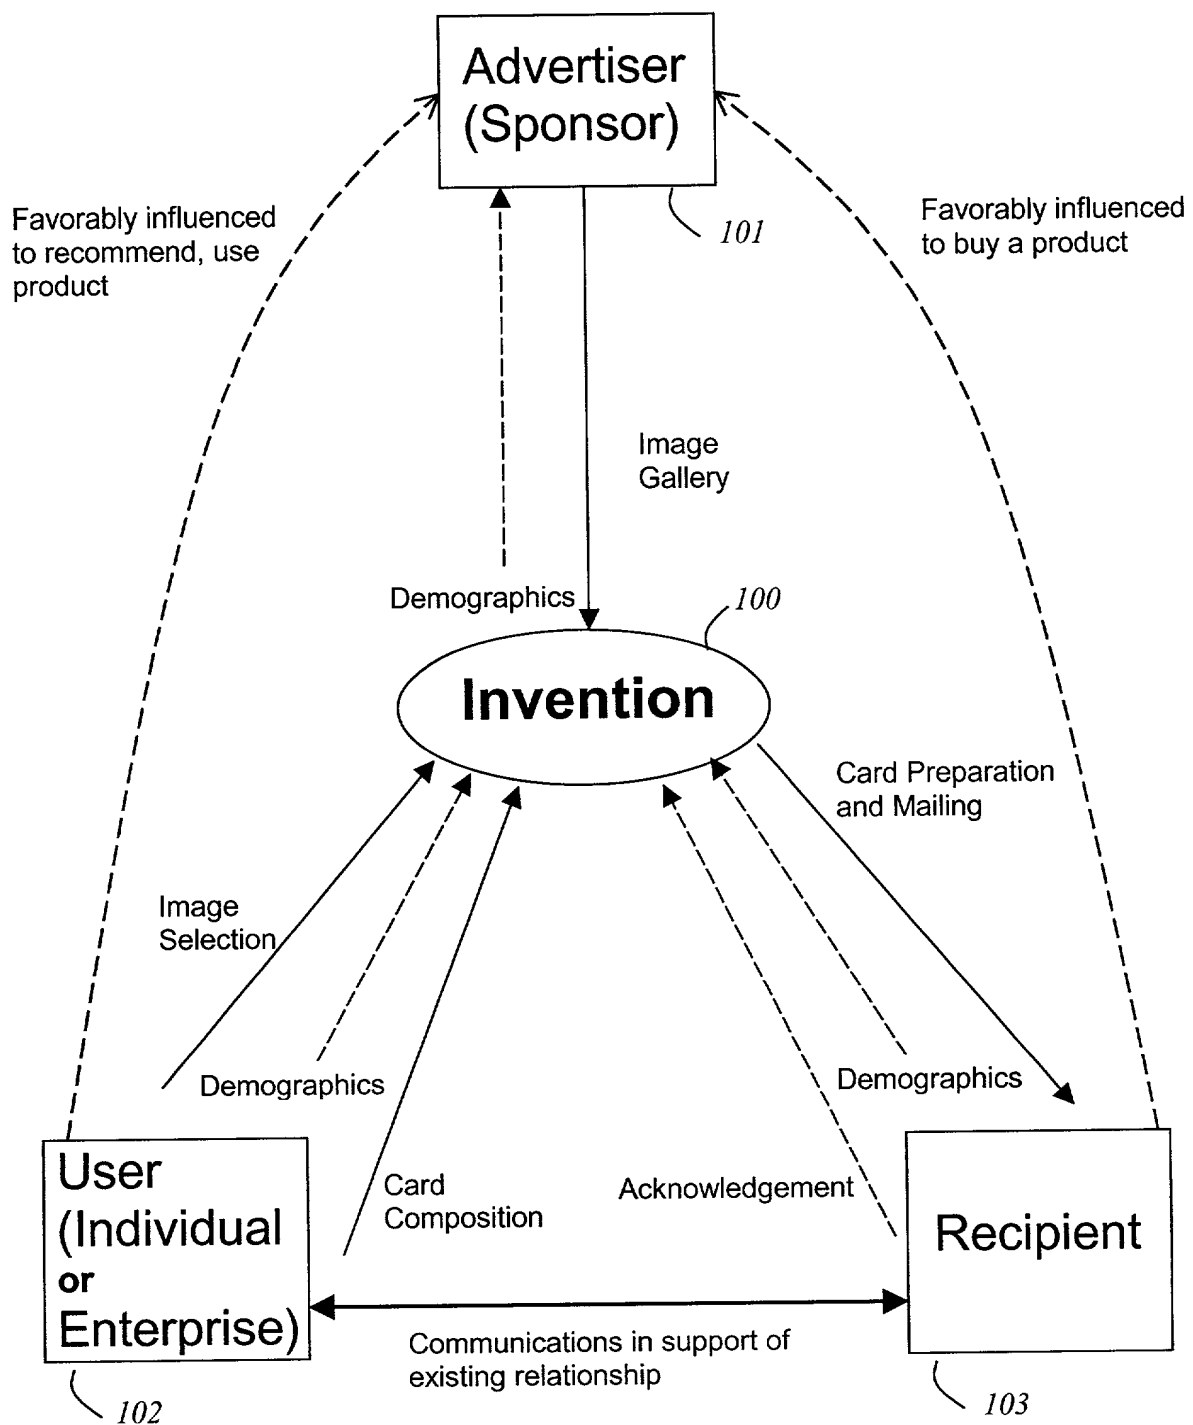 Advertiser
(Sponsor)
101
Favorably influenced
to recommend, use
product
Favorably influenced
to buy a product
Image
Gallery
Demographics
100
Invention
Card Preparation
and Mailing
Image
Selection
Demographics
Demographics
Card
Composition
Acknowledgement
User
(Individual
or
Enterprise)
Recipient
Communications in support of
existing relationship
102
103